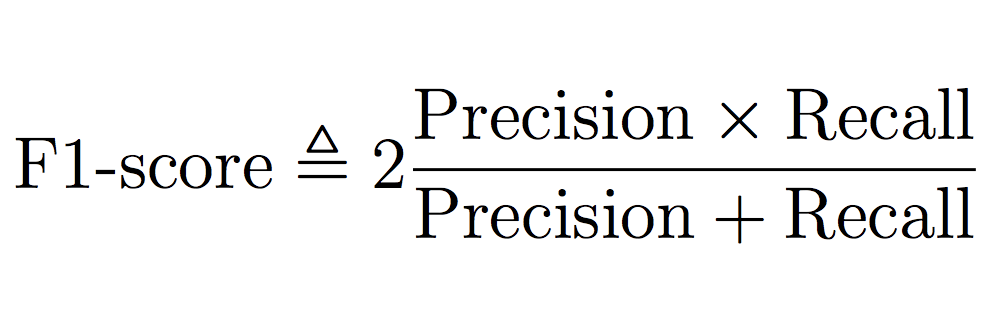 F1-score ≜ 2 Precision × Recall
Precision + Recall